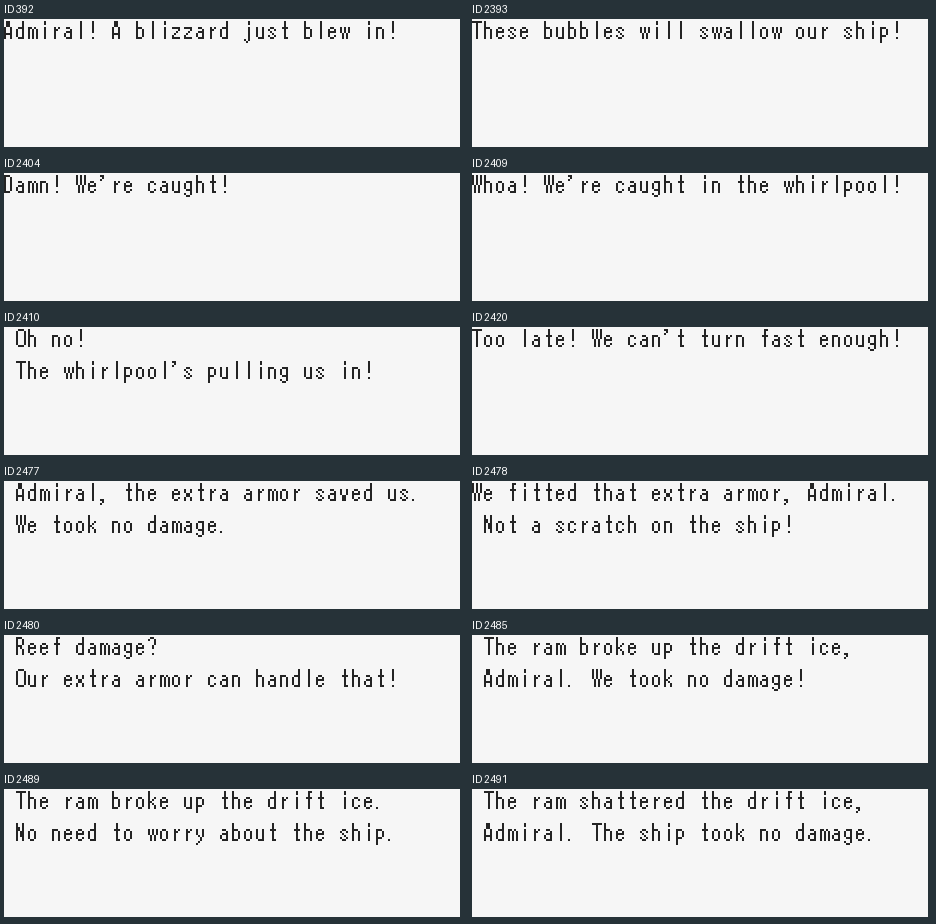 ID392
Admiral! A blizzard just blew in!
ID2393
These bubbles will swallow our ship!
ID2404
Damn! We're caught!
ID2409
Whoa! We're caught in the whirlpool!
ID2410
Oh no!
The whirlpool's pulling us in!
ID2420
Too late! We can't turn fast enough!
ID2477
Admiral, the extra armor saved us.
We took no damage.
ID2478
We fitted that extra armor, Admiral.
Not a scratch on the ship!
ID2480
Reef damage?
Our extra armor can handle that!
ID2485
The ram broke up the drift ice,
Admiral. We took no damage!
ID2489
The ram broke up the drift ice.
No need to worry about the ship.
ID2491
The ram shattered the drift ice,
Admiral. The ship took no damage.